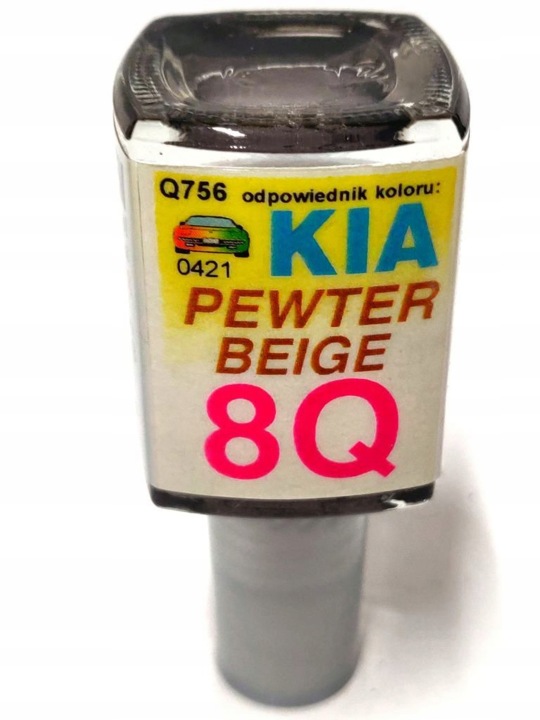 Q756 odpowiednik koloru:
KIA
0421
PEWTER
BEIGE
8Q